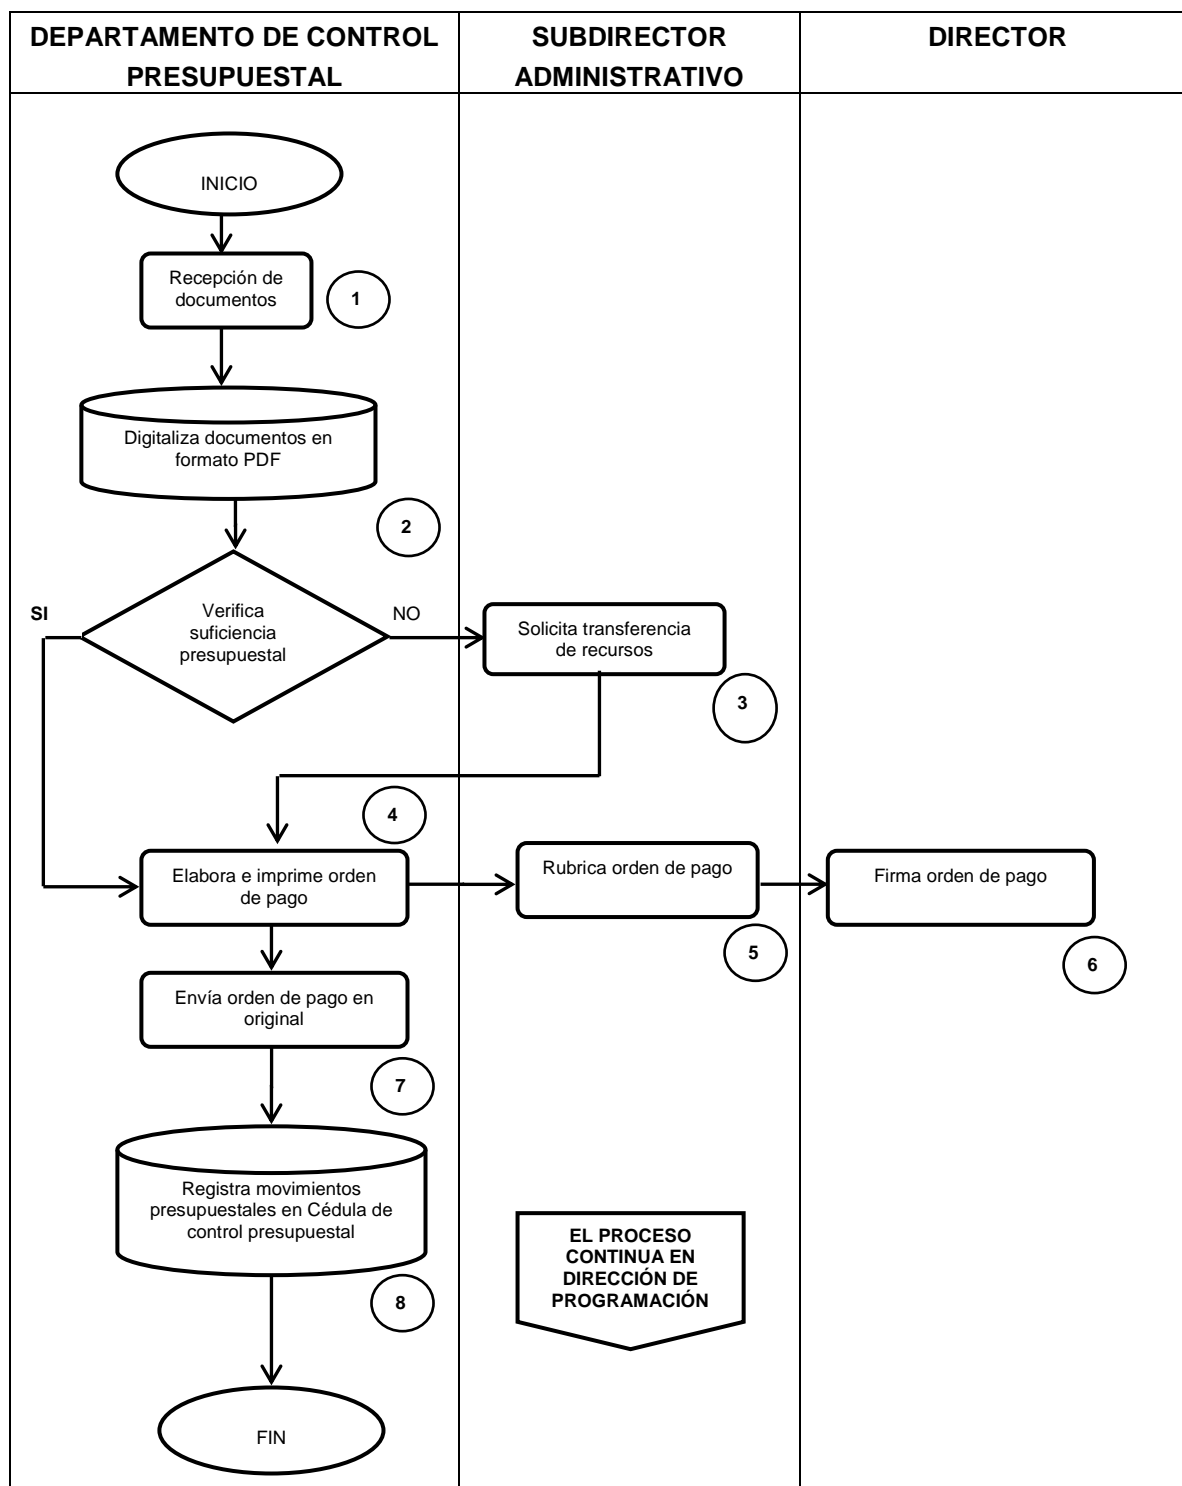 DEPARTAMENTO DE CONTROL
PRESUPUESTAL
SUBDIRECTOR
ADMINISTRATIVO
DIRECTOR
INICIO
Recepción de
documentos
1
Digitaliza documentos en
formato PDF
2
SI
Verifica
suficiencia
presupuestal
NO
Solicita transferencia
de recursos
3
4
Elabora e imprime orden
de pago
Rubrica orden de pago
5
Firma orden de pago
6
Envía orden de pago en
original
7
Registra movimientos
presupuestales en Cédula de
control presupuestal
8
EL PROCESO
CONTINUA EN
DIRECCIÓN DE
PROGRAMACIÓN
FIN